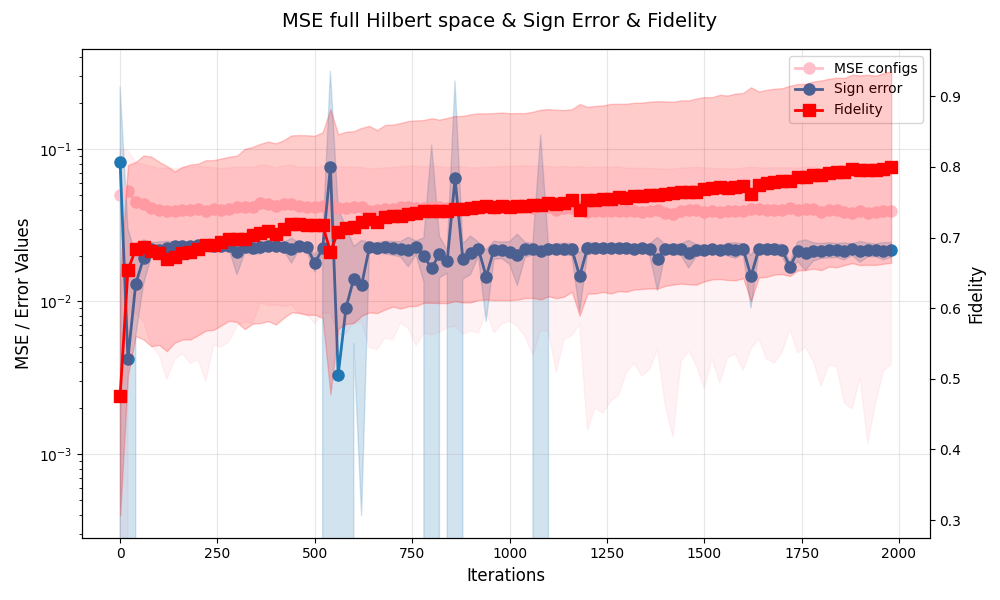 MSE full Hilbert space & Sign Error & Fidelity
MSE configs
Sign error
Fidelity
MSE / Error Values
10⁻¹
10⁻²
10⁻³
0.9
0.8
0.7
0.6
0.5
0.4
0.3
Fidelity
0 250 500 750 1000 1250 1500 1750 2000
Iterations